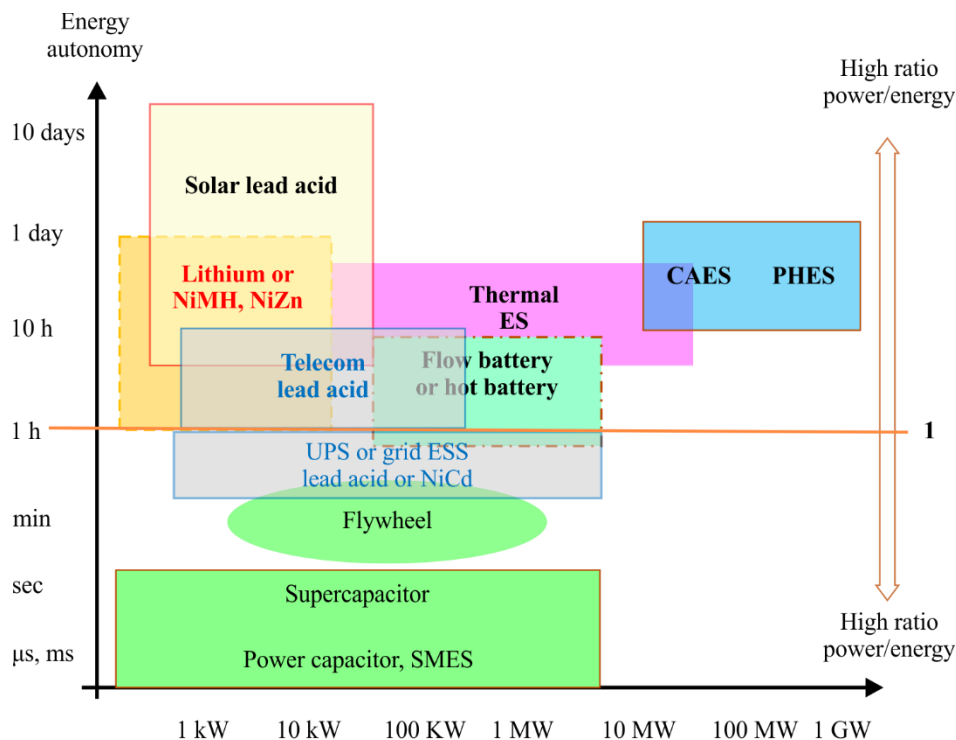 Energy
autonomy
High ratio
power/energy
10 days
Solar lead acid
1 day
Lithium or
NiMH, NiZn
CAES PHES
Thermal
ES
10 h
Telecom
lead acid
Flow battery
or hot battery
1 h
1
UPS or grid ESS
lead acid or NiCd
min
Flywheel
sec
Supercapacitor
High ratio
power/energy
μs, ms
Power capacitor, SMES
1 kW 10 kW 100 KW 1 MW 10 MW 100 MW 1 GW